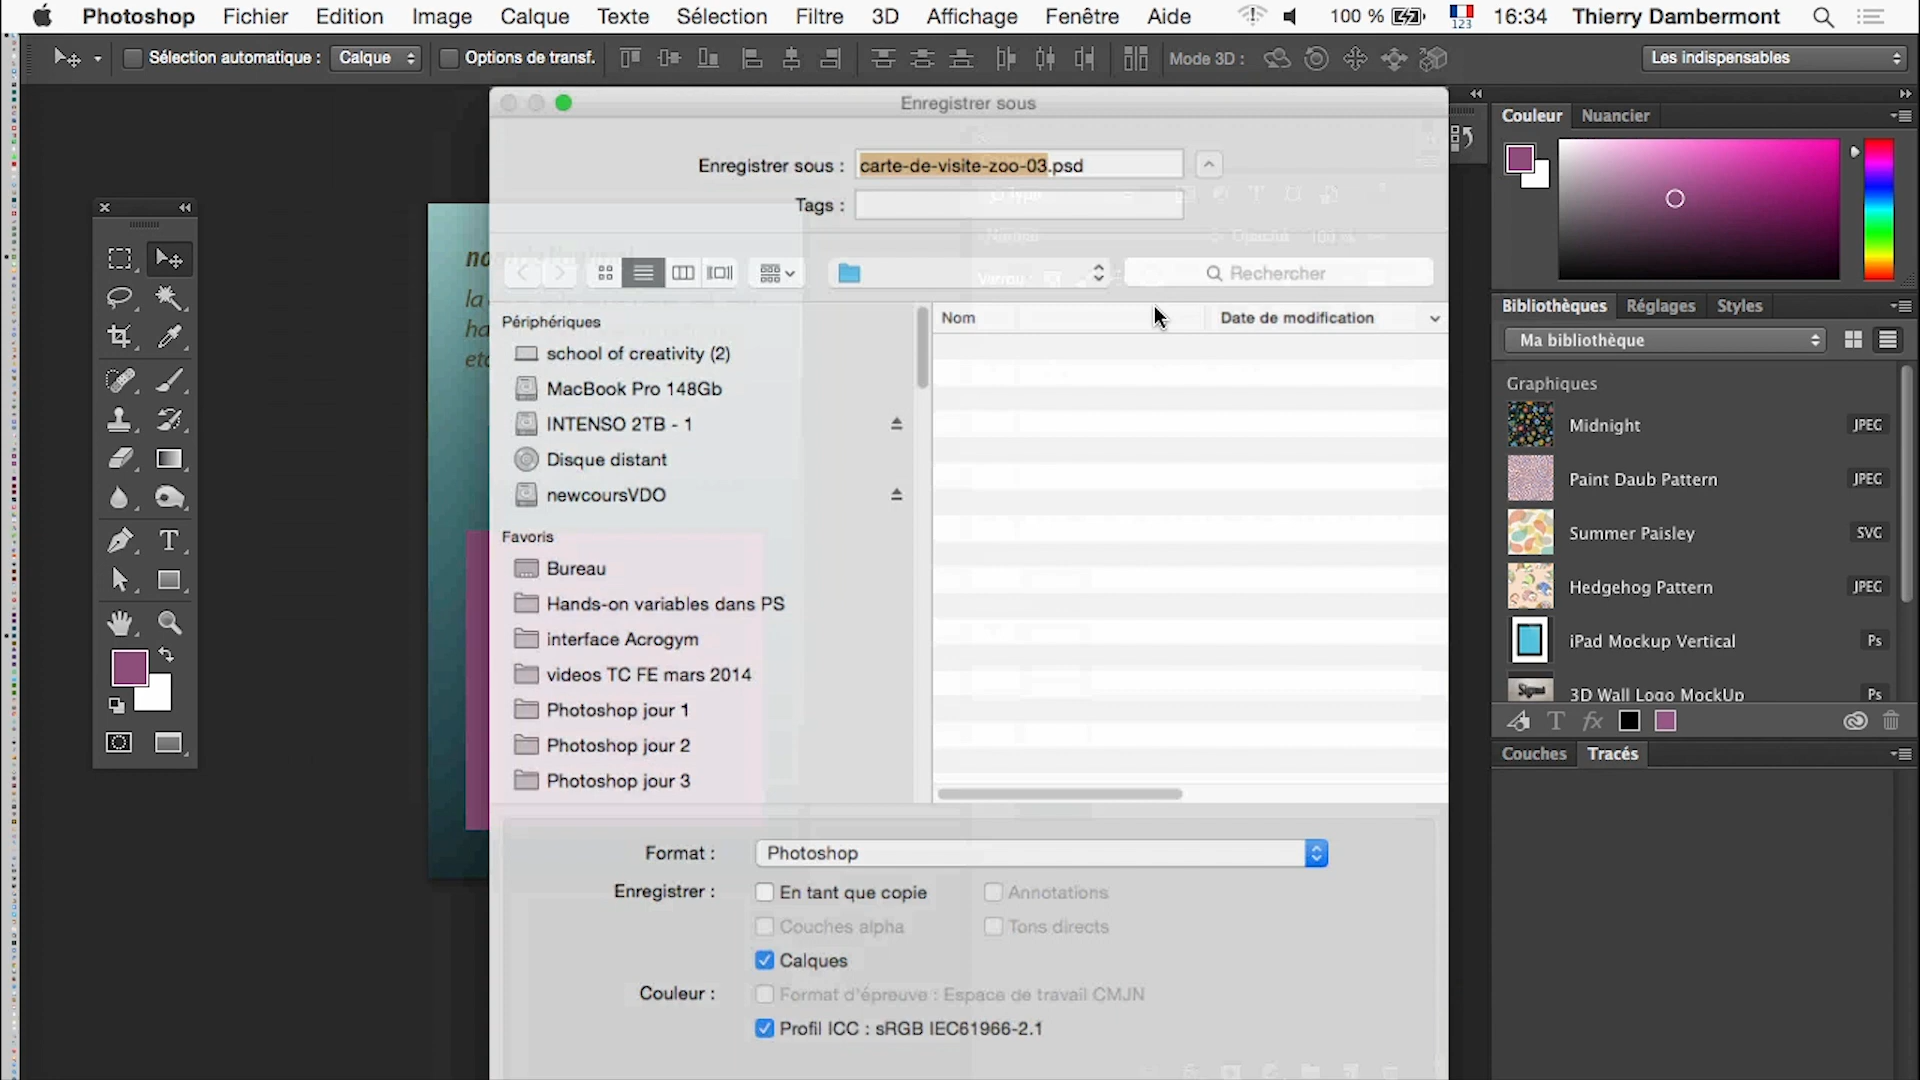 Photoshop Fichier Edition Image Calque Texte Sélection Filtre 3D Affichage Fenêtre Aide 100 % 123 16:34 Thierry Dambermont
Sélection automatique : Calque Options de transf. Mode 3D : Les indispensables
Enregistrer sous
Enregistrer sous : carte-de-visite-zoo-03.psd
Tags :
Rechercher
Nom Date de modification
Périphériques
school of creativity (2)
MacBook Pro 148Gb
INTENSO 2TB - 1
Disque distant
newcoursVDO
Favoris
Bureau
Hands-on variables dans PS
interface Acrogym
videos TC FE mars 2014
Photoshop jour 1
Photoshop jour 2
Photoshop jour 3
Format : Photoshop
Enregistrer : En tant que copie Annotations
Couches alpha Tons directs
Calques
Couleur : Format d'épreuve : Espace de travail CMJN
Profil ICC : sRGB IEC61966-2.1
Couleur Nuancier
Bibliothèques Réglages Styles
Ma bibliothèque
Graphiques
Midnight JPEG
Paint Daub Pattern JPEG
Summer Paisley SVG
Hedgehog Pattern JPEG
iPad Mockup Vertical Ps
3D Wall Logo MockUp Ps
Couches Tracés